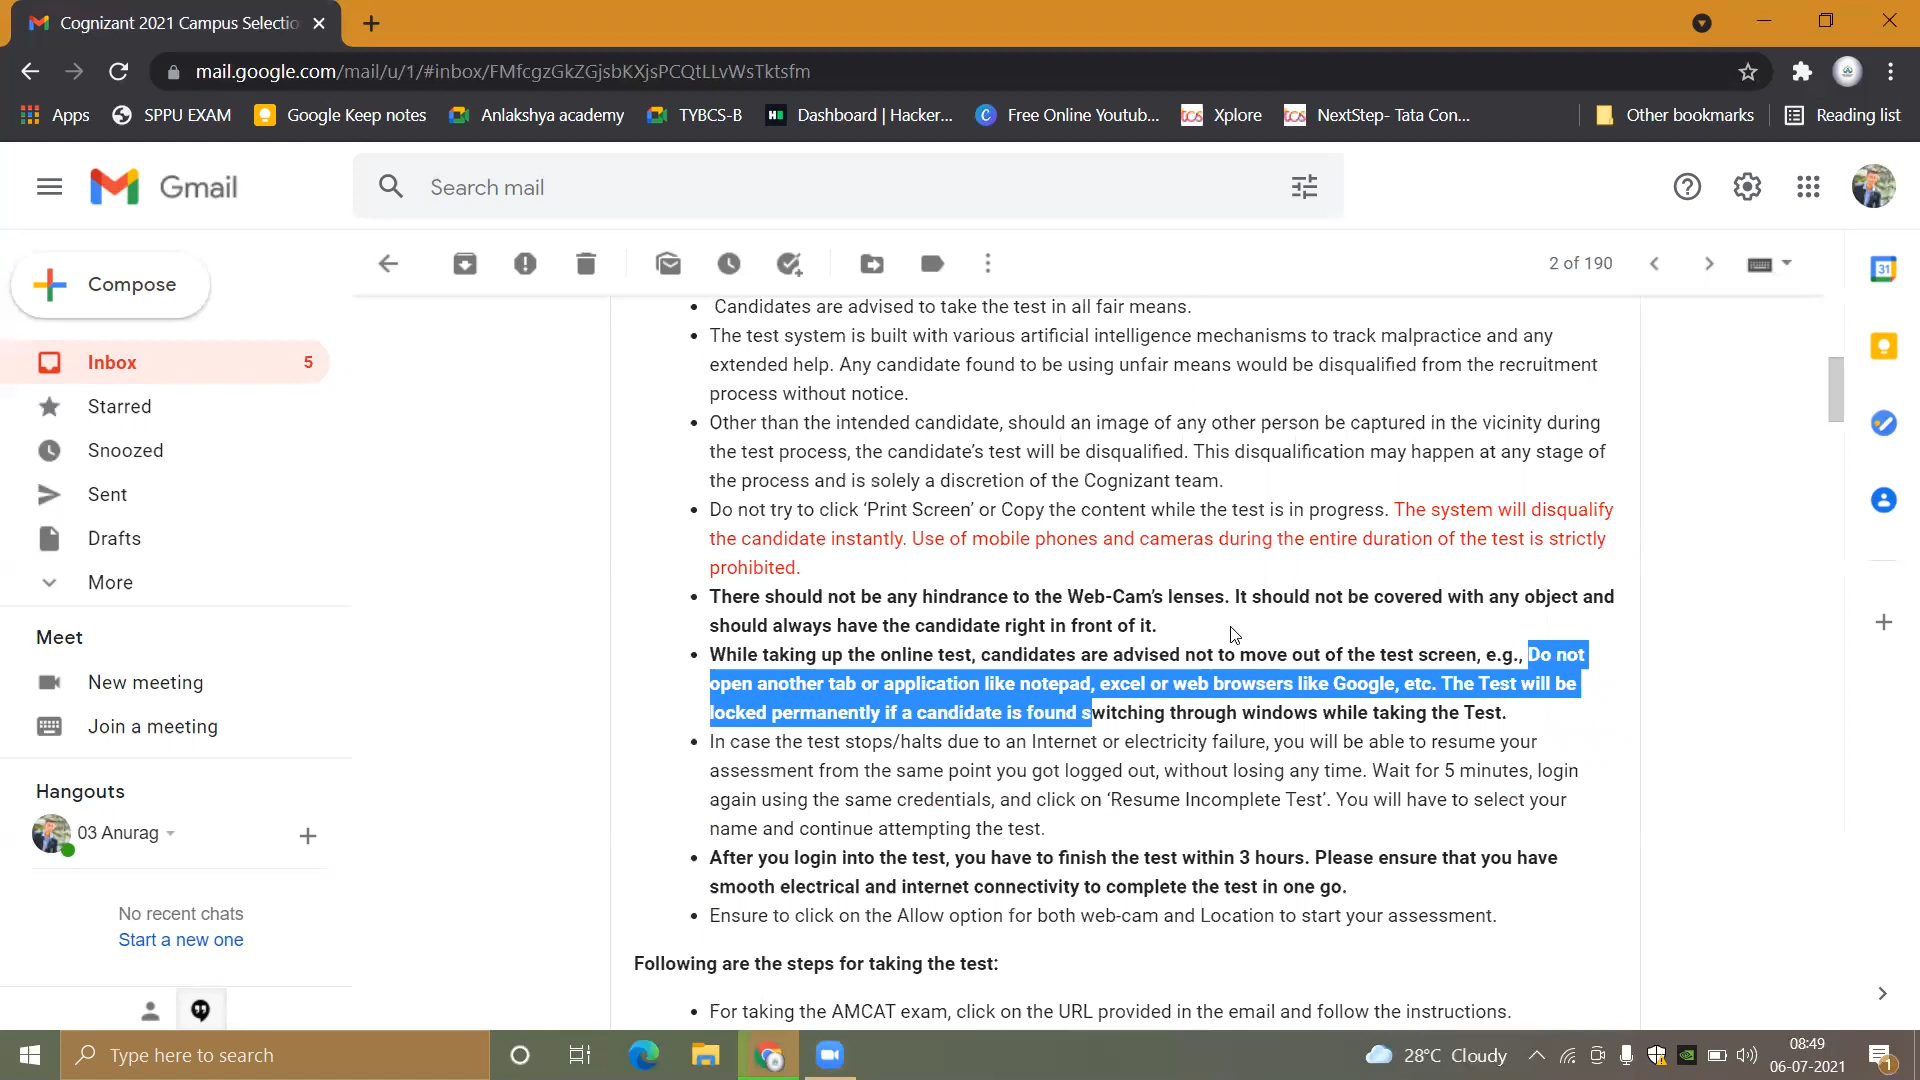 Cognizant 2021 Campus Selectio
mail.google.com/mail/u/1/#inbox/FMfcgzGkZGjsbKXjsPCQtLLvWsTktsfm
Apps SPPU EXAM Google Keep notes Anlakshya academy TYBCS-B Dashboard | Hacker... Free Online Youtub... Xplore NextStep- Tata Con... Other bookmarks Reading list
Gmail
Search mail
Compose
2 of 190
Inbox 5
Starred
Snoozed
Sent
Drafts
More
Meet
New meeting
Join a meeting
Hangouts
03 Anurag
No recent chats
Start a new one
• Candidates are advised to take the test in all fair means.
• The test system is built with various artificial intelligence mechanisms to track malpractice and any
extended help. Any candidate found to be using unfair means would be disqualified from the recruitment
process without notice.
• Other than the intended candidate, should an image of any other person be captured in the vicinity during
the test process, the candidate’s test will be disqualified. This disqualification may happen at any stage of
the process and is solely a discretion of the Cognizant team.
• Do not try to click ‘Print Screen’ or Copy the content while the test is in progress. The system will disqualify
the candidate instantly. Use of mobile phones and cameras during the entire duration of the test is strictly
prohibited.
• There should not be any hindrance to the Web-Cam’s lenses. It should not be covered with any object and
should always have the candidate right in front of it.
• While taking up the online test, candidates are advised not to move out of the test screen, e.g., Do not
open another tab or application like notepad, excel or web browsers like Google, etc. The Test will be
locked permanently if a candidate is found switching through windows while taking the Test.
• In case the test stops/halts due to an Internet or electricity failure, you will be able to resume your
assessment from the same point you got logged out, without losing any time. Wait for 5 minutes, login
again using the same credentials, and click on ‘Resume Incomplete Test’. You will have to select your
name and continue attempting the test.
• After you login into the test, you have to finish the test within 3 hours. Please ensure that you have
smooth electrical and internet connectivity to complete the test in one go.
• Ensure to click on the Allow option for both web-cam and Location to start your assessment.
Following are the steps for taking the test:
• For taking the AMCAT exam, click on the URL provided in the email and follow the instructions.
31
Type here to search
28°C Cloudy
08:49
06-07-2021
1